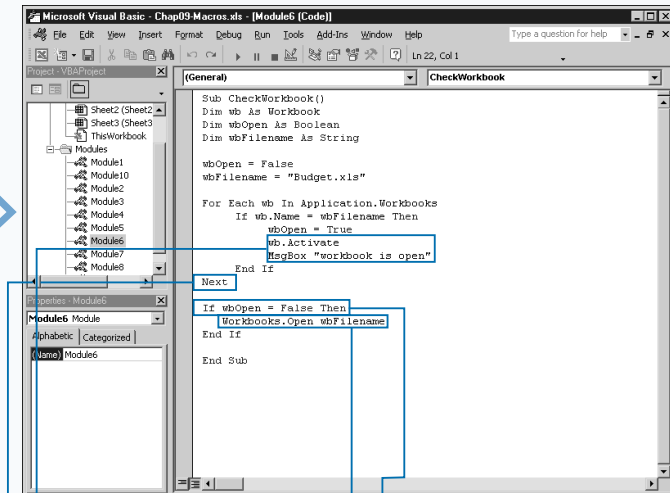 Microsoft Visual Basic - Chap09-Macros.xls - [Module6 (Code)]
File Edit View Insert Format Debug Run Tools Add-Ins Window Help
Type a question for help
Ln 22, Col 1
Project - VBAProject
(General)
CheckWorkbook
Sheet2 (Sheet2
Sheet3 (Sheet3
ThisWorkbook
Modules
Module1
Module10
Module2
Module3
Module4
Module5
Module6
Module7
Module8
Properties - Module6
Module6 Module
Alphabetic Categorized
(Name) Module6
Sub CheckWorkbook()
Dim wb As Workbook
Dim wbOpen As Boolean
Dim wbFilename As String
wbOpen = False
wbFilename = "Budget.xls"
For Each wb In Application.Workbooks
If wb.Name = wbFilename Then
wbOpen = True
wb.Activate
MsgBox "workbook is open"
End If
Next
If wbOpen = False Then
Workbooks.Open wbFilename
End If
End Sub